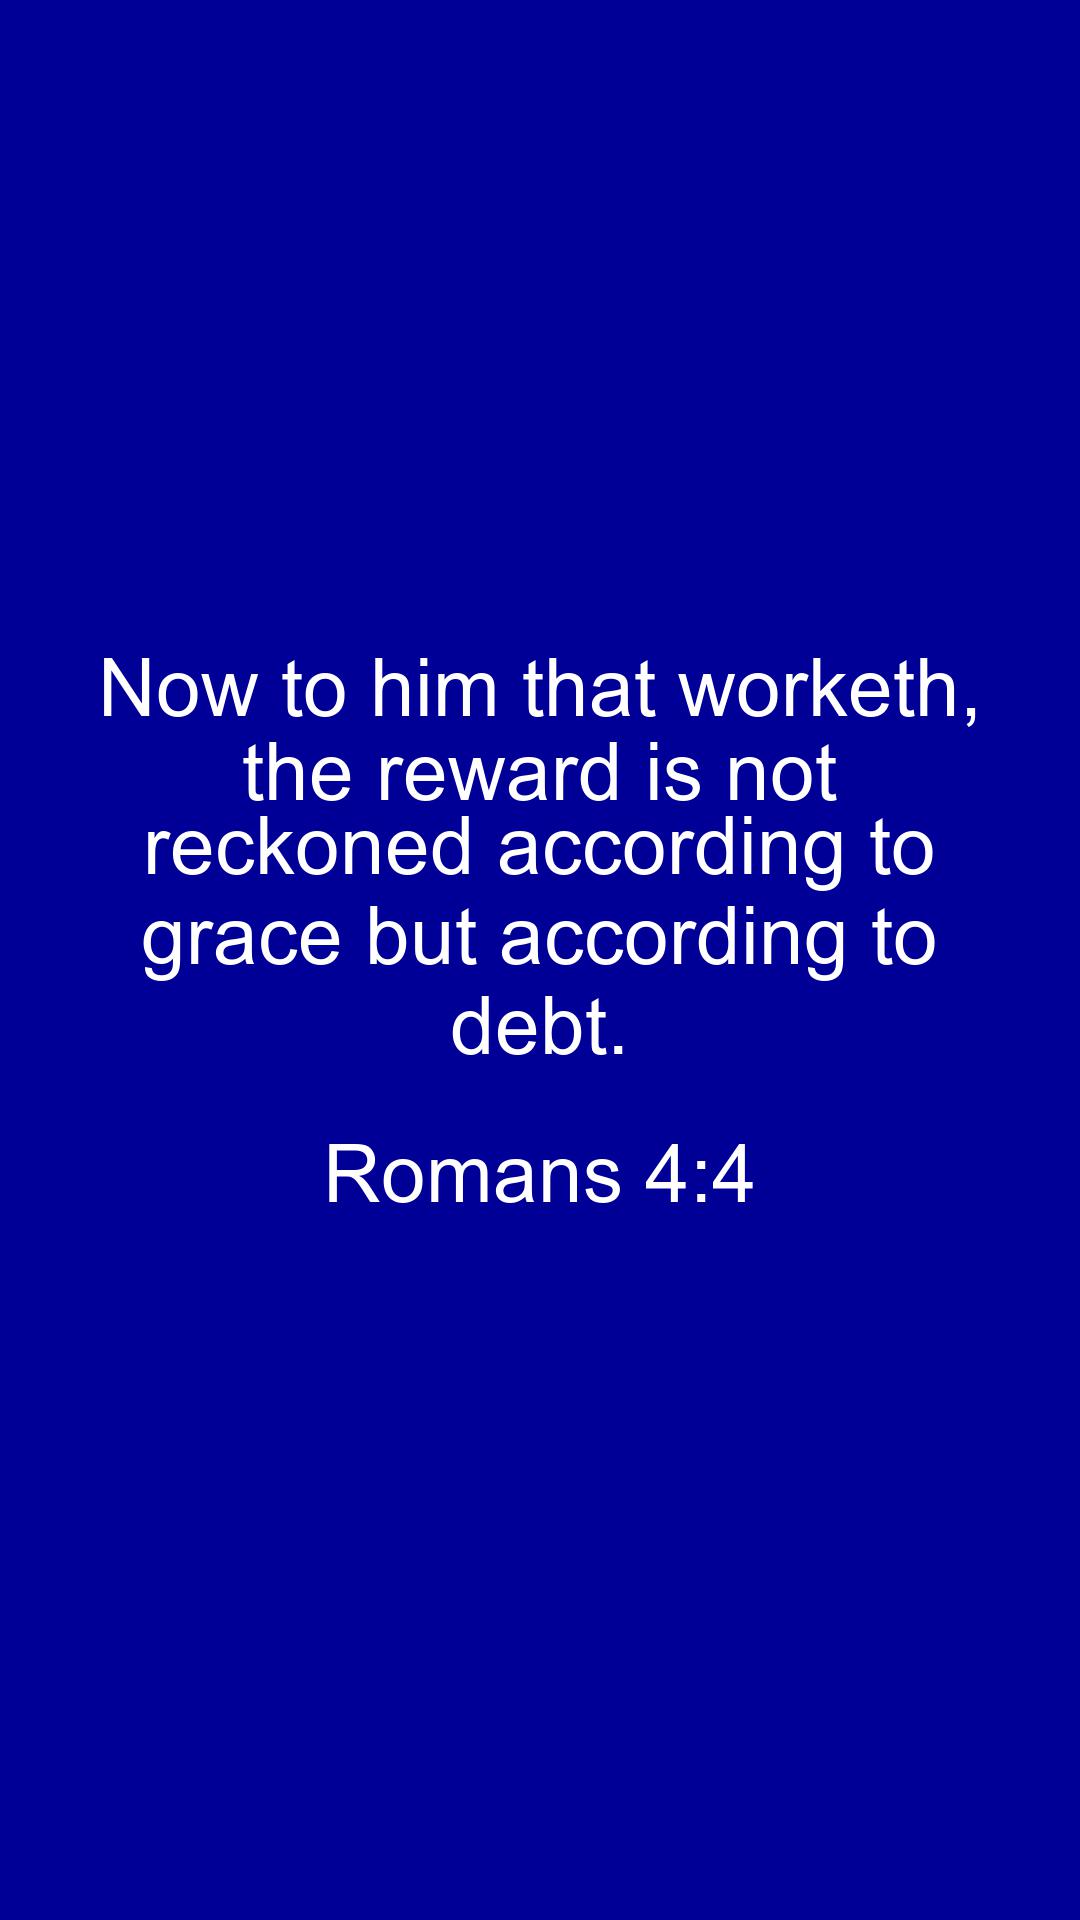 Now to him that worketh,
the reward is not
reckoned according to
grace but according to
debt.
Romans 4:4